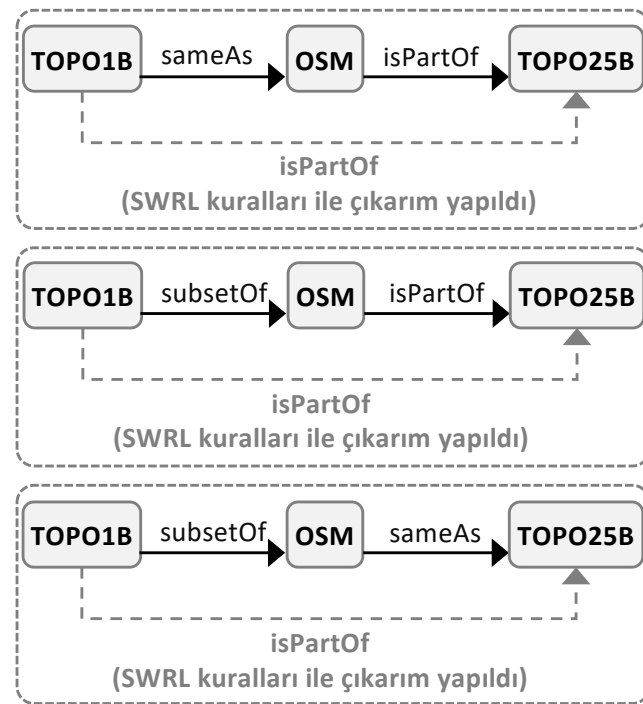 TOPO1B sameAs OSM isPartOf TOPO25B
isPartOf
(SWRL kuralları ile çıkarım yapıldı)
TOPO1B subsetOf OSM isPartOf TOPO25B
isPartOf
(SWRL kuralları ile çıkarım yapıldı)
TOPO1B subsetOf OSM sameAs TOPO25B
isPartOf
(SWRL kuralları ile çıkarım yapıldı)